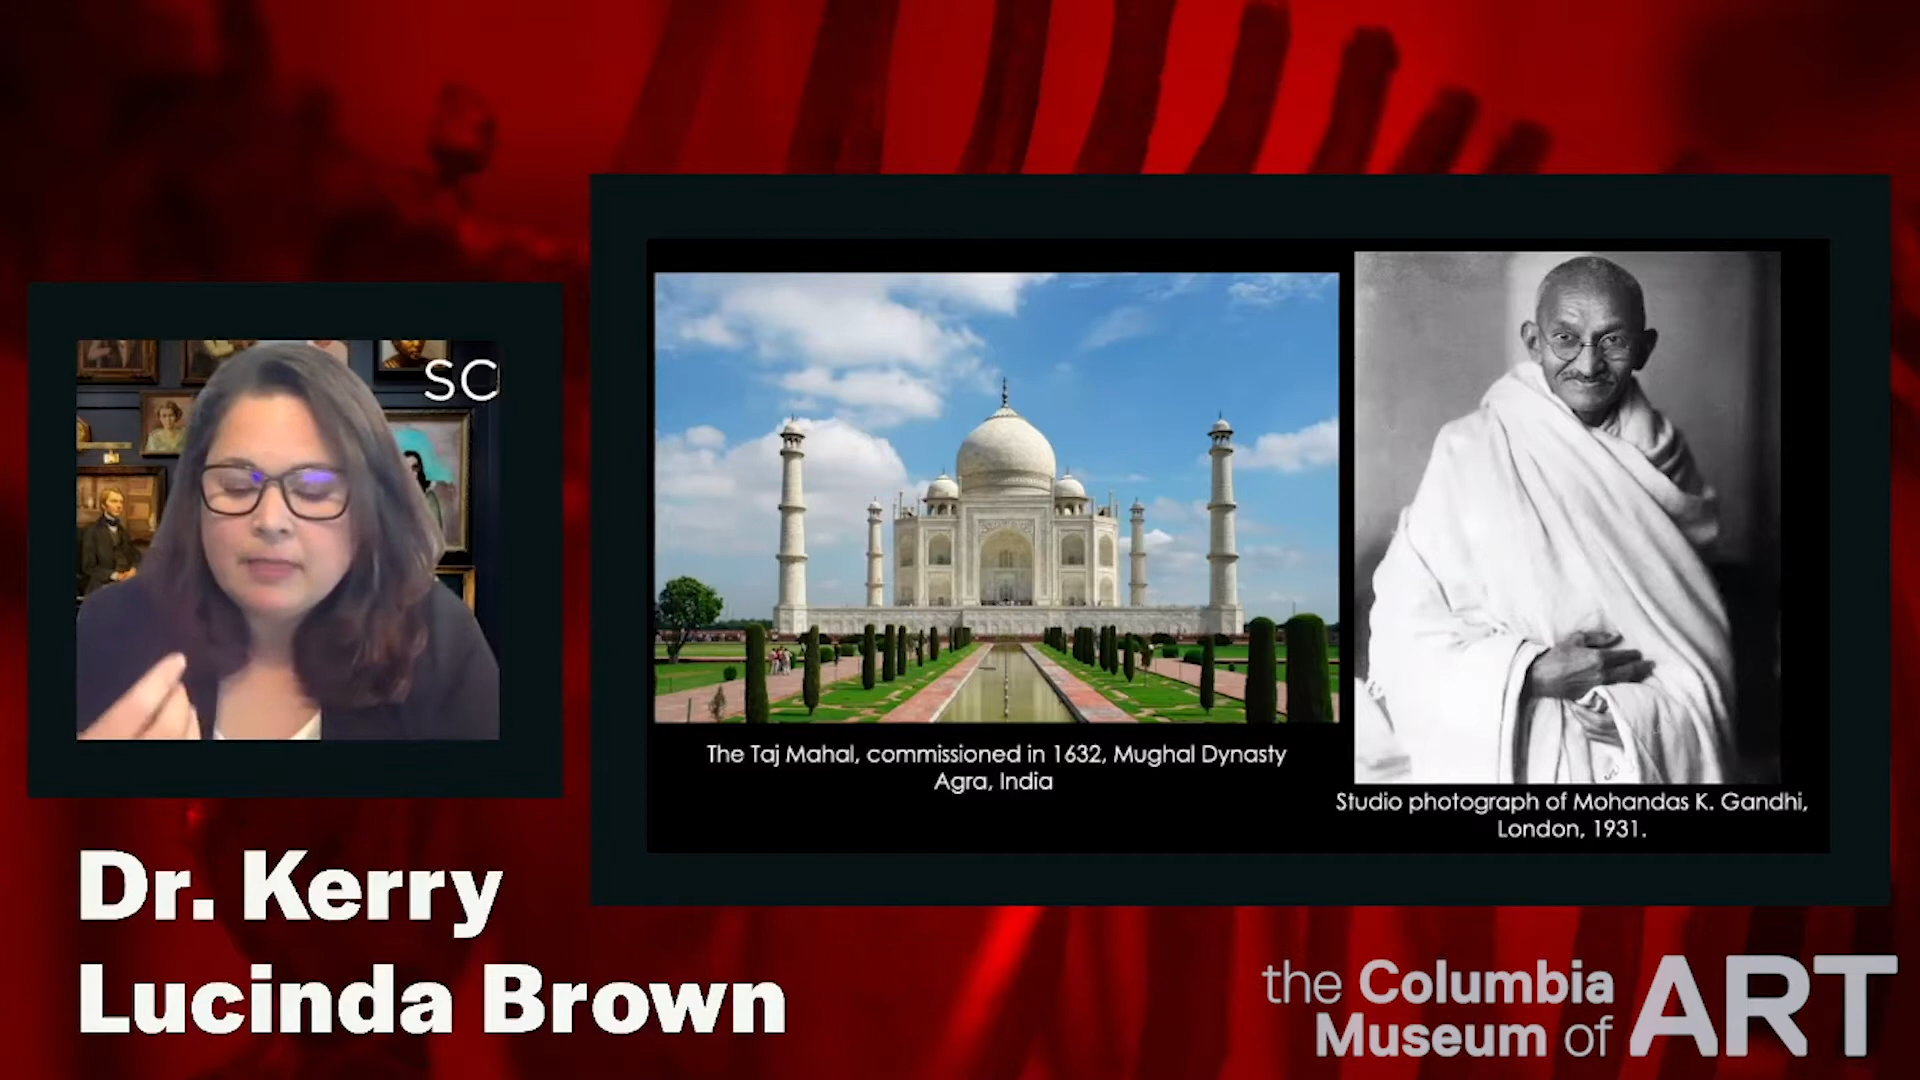 SC
The Taj Mahal, commissioned in 1632, Mughal Dynasty
Agra, India
Studio photograph of Mohandas K. Gandhi,
London, 1931.
Dr. Kerry
Lucinda Brown
the Columbia
Museum of
ART